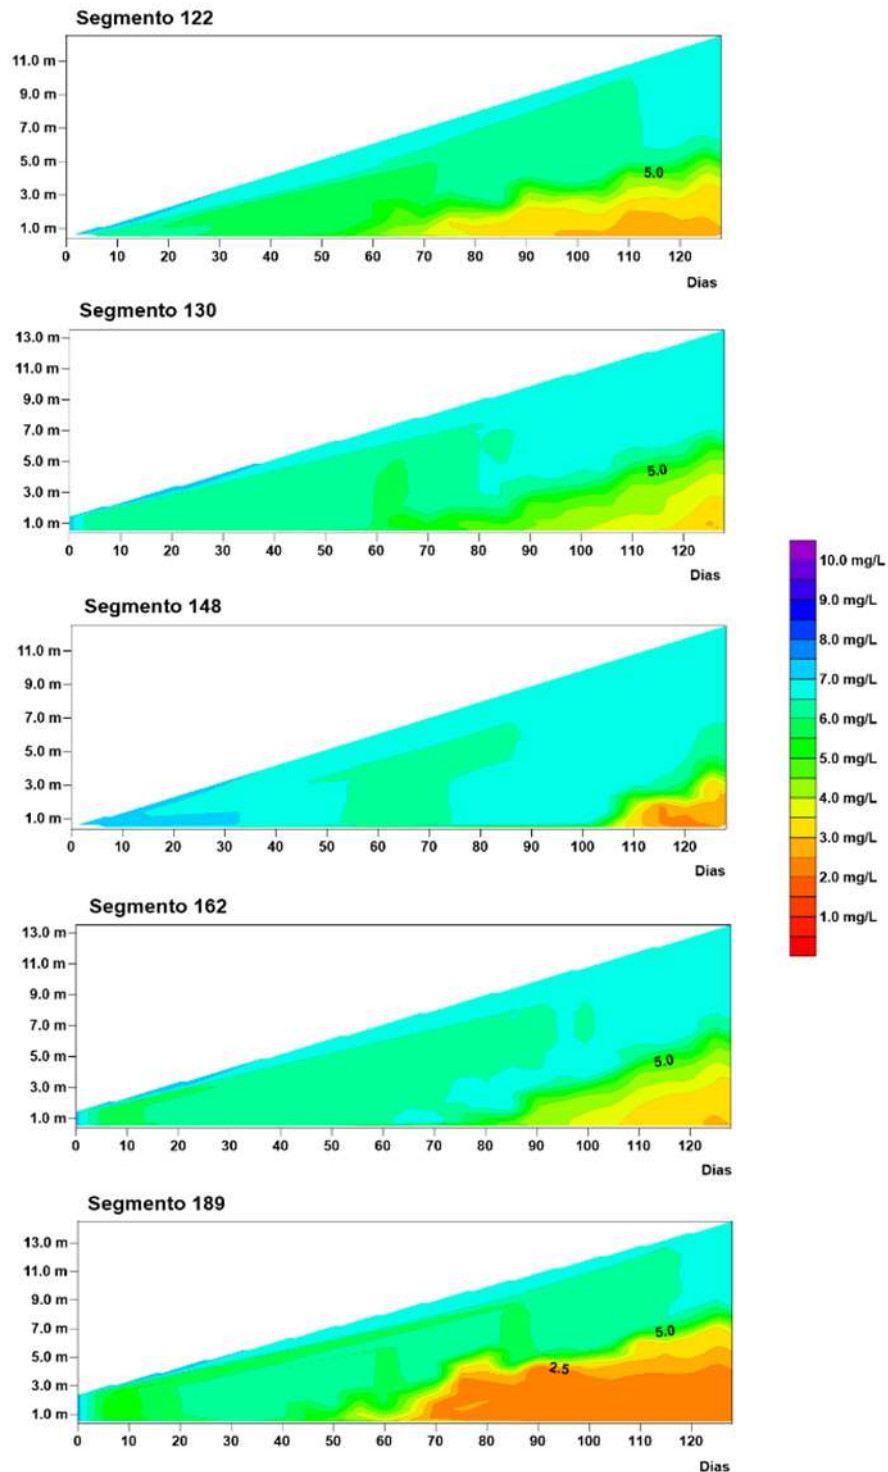 Segmento 122
11.0 m
9.0 m
7.0 m
5.0 m
3.0 m
1.0 m
5.0
0 10 20 30 40 50 60 70 80 90 100 110 120
Dias
Segmento 130
13.0 m
11.0 m
9.0 m
7.0 m
5.0 m
3.0 m
1.0 m
5.0
0 10 20 30 40 50 60 70 80 90 100 110 120
Dias
Segmento 148
11.0 m
9.0 m
7.0 m
5.0 m
3.0 m
1.0 m
0 10 20 30 40 50 60 70 80 90 100 110 120
Dias
Segmento 162
13.0 m
11.0 m
9.0 m
7.0 m
5.0 m
3.0 m
1.0 m
5.0
0 10 20 30 40 50 60 70 80 90 100 110 120
Dias
Segmento 189
13.0 m
11.0 m
9.0 m
7.0 m
5.0 m
3.0 m
1.0 m
5.0
2.5
0 10 20 30 40 50 60 70 80 90 100 110 120
Dias
10.0 mg/L
9.0 mg/L
8.0 mg/L
7.0 mg/L
6.0 mg/L
5.0 mg/L
4.0 mg/L
3.0 mg/L
2.0 mg/L
1.0 mg/L